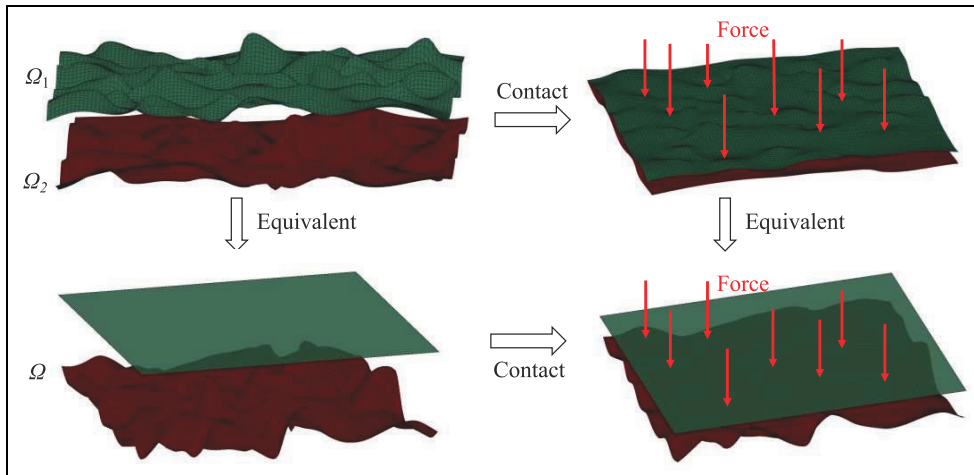 Force
Ω1
Contact
Ω2
Equivalent
Equivalent
Force
Ω
Contact